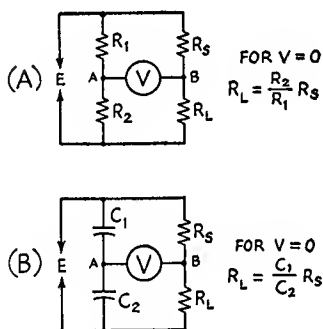 (A)
E
R1
RS
A
V
B
R2
RL
FOR V=0
RL = R2/R1 RS
(B)
E
C1
RS
A
V
B
C2
RL
FOR V=0
RL = C1/C2 RS